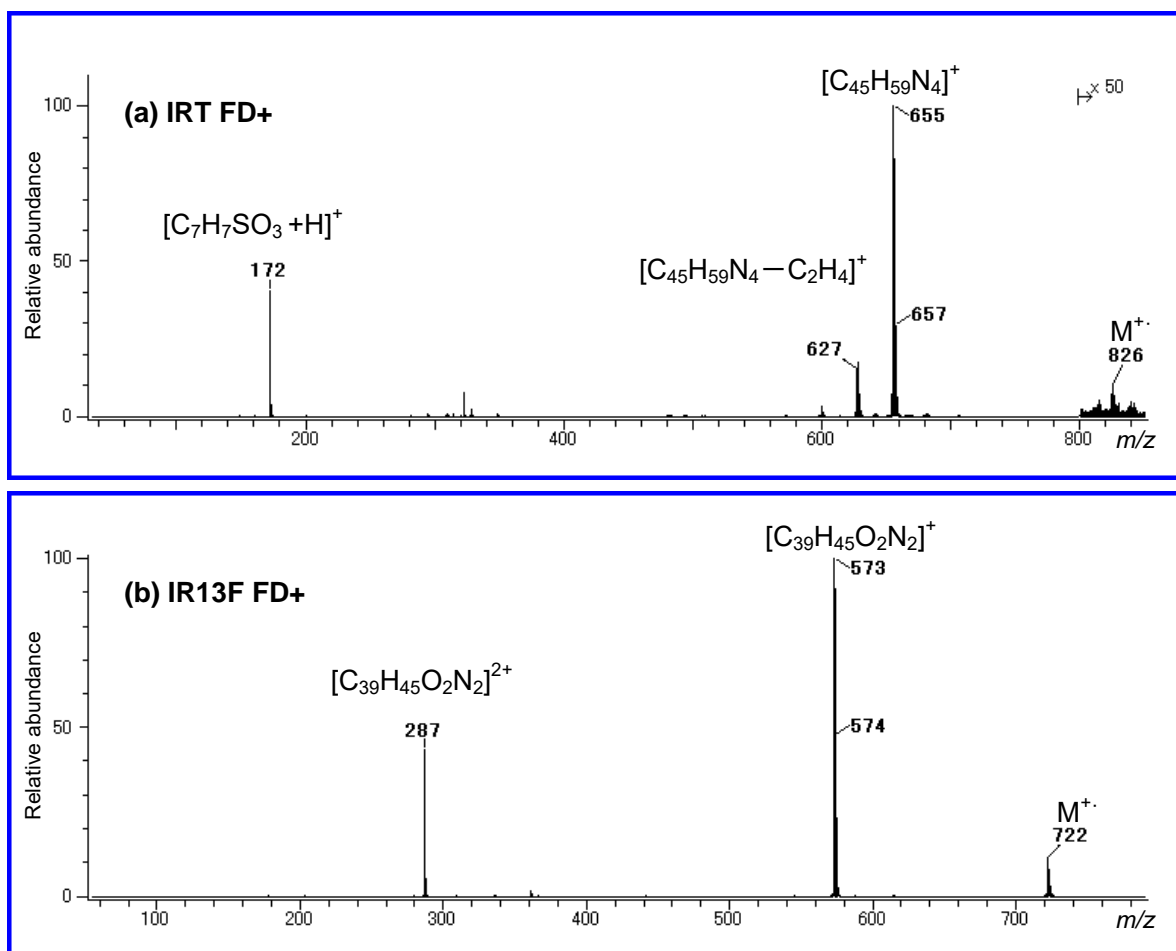 (a) IRT FD+
[C₄₅H₅₉N₄]⁺
x 50
100
655
[C₇H₇SO₃ +H]⁺
172
[C₄₅H₅₉N₄—C₂H₄]⁺
50
657
627
M⁺·
826
0
200
400
600
800
m/z
Relative abundance
(b) IR13F FD+
[C₃₉H₄₅O₂N₂]⁺
100
573
[C₃₉H₄₅O₂N₂]²⁺
287
50
574
M⁺·
722
0
100
200
300
400
500
600
700
m/z
Relative abundance